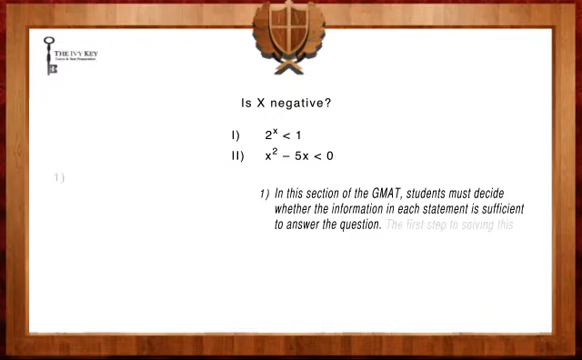 THE IVY KEY
Is X negative?
I) 2ˣ < 1
II) x² – 5x < 0
1)
1) In this section of the GMAT, students must decide
whether the information in each statement is sufficient
to answer the question. The first step to solving this